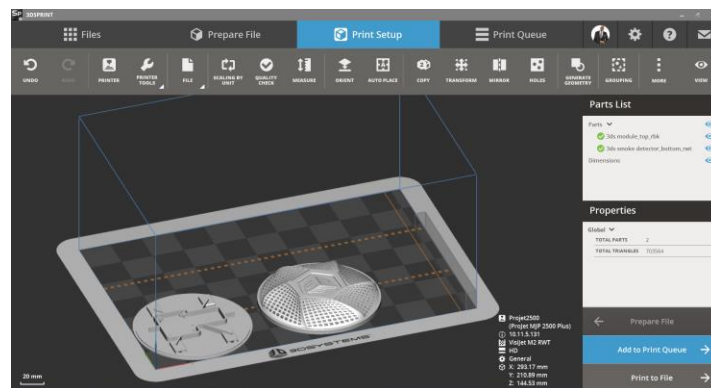 3DSPRINT
Files
Prepare File
Print Setup
Print Queue
UNDO
PRINTER
PRINTER TOOLS
FILE
SCALING BY UNIT
QUALITY CHECK
MEASURE
ORIENT
AUTO PLACE
COPY
TRANSFORM
MIRROR
HOLES
GENERATE GEOMETRY
GROUPING
MORE
VIEW
Parts List
Parts
3ds module_top_rbk
3ds smoke detector_bottom_rwt
Dimensions
Properties
Global
TOTAL PARTS 2
TOTAL TRIANGLES 703564
Prepare File
Add to Print Queue
Print to File
3DSYSTEMS
Projet2500
(Projet MJP 2500 Plus)
10.11.5.131
VisiJet M2 RWT
HD
General
X: 293.17 mm
Y: 210.89 mm
Z: 144.53 mm
20 mm